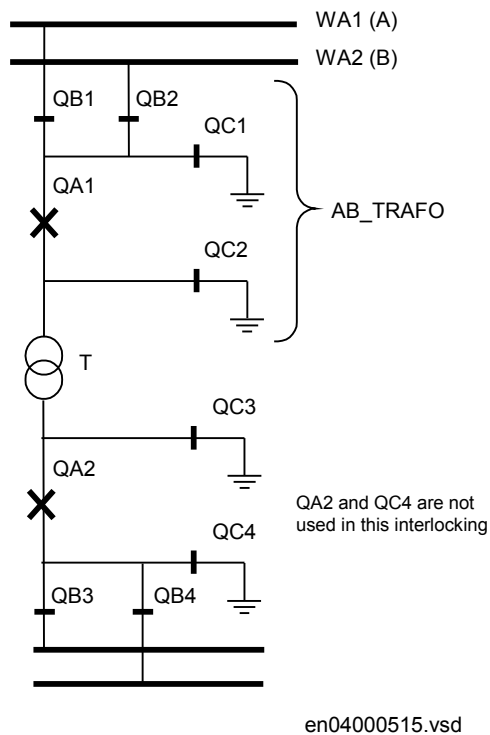 WA1 (A)
WA2 (B)
QB1
QB2
QC1
QA1
AB_TRAFO
QC2
T
QC3
QA2
QA2 and QC4 are not
used in this interlocking
QC4
QB3
QB4
en04000515.vsd